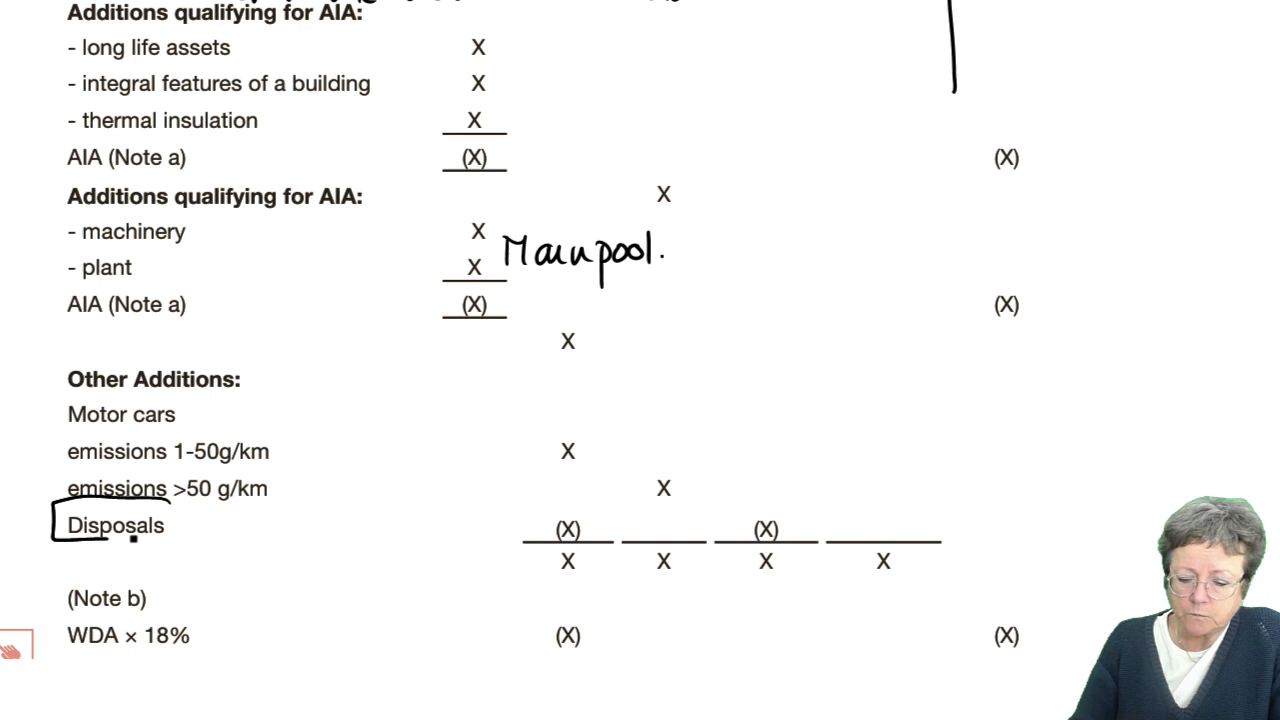 Additions qualifying for AIA:
- long life assets X
- integral features of a building X
- thermal insulation X
AIA (Note a) (X) (X)
Additions qualifying for AIA: X
- machinery X
Main pool.
- plant X
AIA (Note a) (X) (X)
X
Other Additions:
Motor cars
emissions 1-50g/km X
emissions >50 g/km X
Disposals (X) (X)
X X X X
(Note b)
WDA × 18% (X) (X)